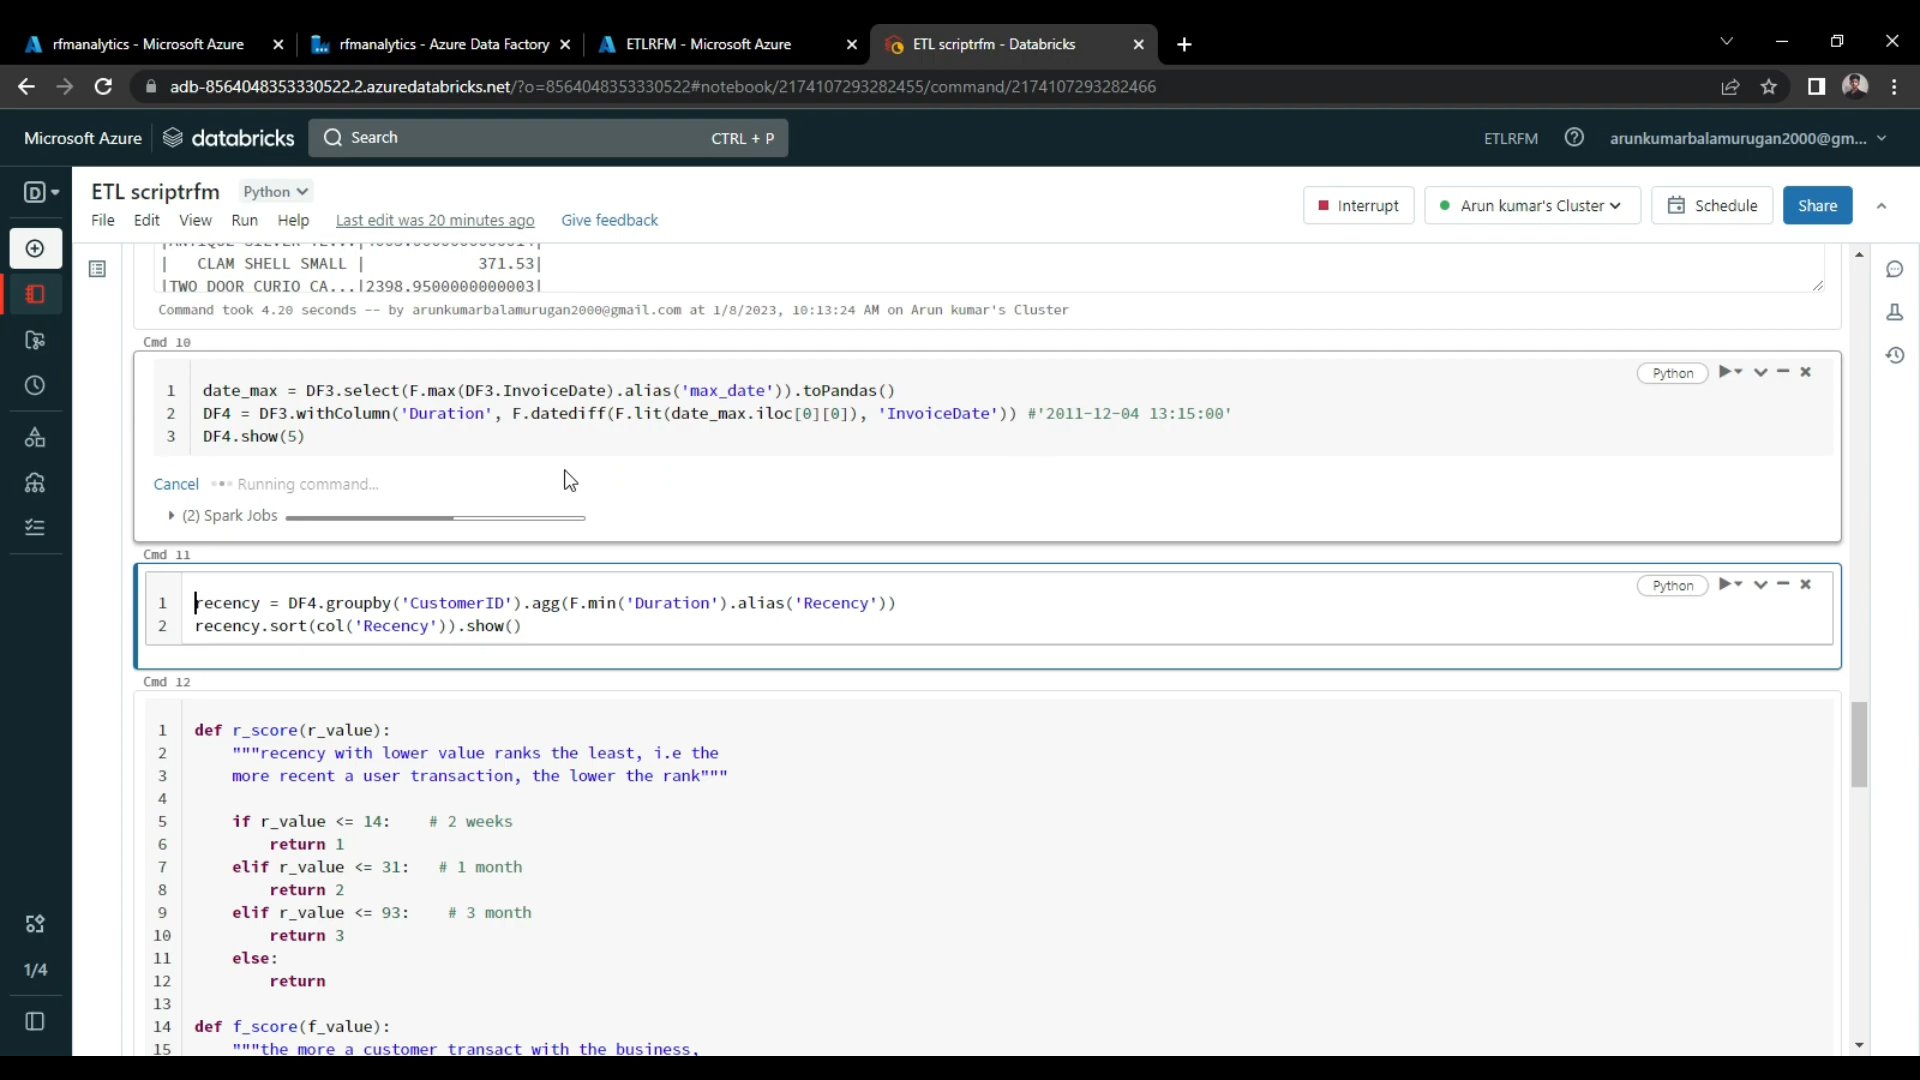 rfmanalytics - Microsoft Azure
rfmanalytics - Azure Data Factory
ETLRFM - Microsoft Azure
ETL scriptrfm - Databricks
adb-8564048353330522.2.azuredatabricks.net/?o=8564048353330522#notebook/2174107293282455/command/2174107293282466
Microsoft Azure
databricks
Search
CTRL + P
ETLRFM
arunkumarbalamurugan2000@gm...
D
ETL scriptrfm
Python
File Edit View Run Help Last edit was 20 minutes ago Give feedback
Interrupt
Arun kumar's Cluster
Schedule
Share
| CLAM SHELL SMALL | 371.53|
|TWO DOOR CURIO CA...|2398.9500000000003|
Command took 4.20 seconds -- by arunkumarbalamurugan2000@gmail.com at 1/8/2023, 10:13:24 AM on Arun kumar's Cluster
Cmd 10
Python
1 date_max = DF3.select(F.max(DF3.InvoiceDate).alias('max_date')).toPandas()
2 DF4 = DF3.withColumn('Duration', F.datediff(F.lit(date_max.iloc[0][0]), 'InvoiceDate')) #'2011-12-04 13:15:00'
3 DF4.show(5)
Cancel Running command...
(2) Spark Jobs
Cmd 11
Python
1 recency = DF4.groupby('CustomerID').agg(F.min('Duration').alias('Recency'))
2 recency.sort(col('Recency')).show()
Cmd 12
1 def r_score(r_value):
2 """recency with lower value ranks the least, i.e the
3 more recent a user transaction, the lower the rank"""
4
5 if r_value <= 14: # 2 weeks
6 return 1
7 elif r_value <= 31: # 1 month
8 return 2
9 elif r_value <= 93: # 3 month
10 return 3
11 else:
12 return
13
14 def f_score(f_value):
15 """the more a customer transact with the business,
1/4